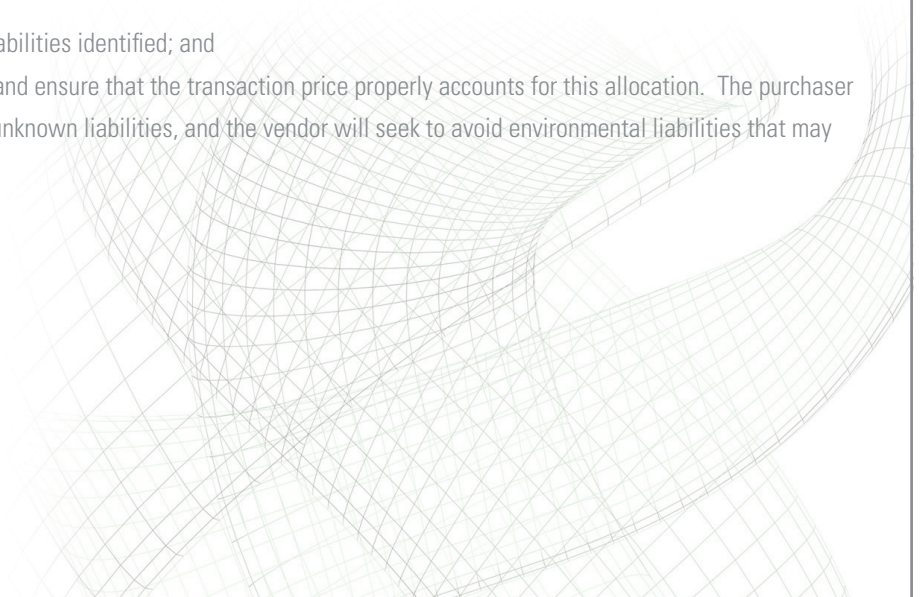 abilities identified; and
and ensure that the transaction price properly accounts for this allocation. The purchaser
unknown liabilities, and the vendor will seek to avoid environmental liabilities that may